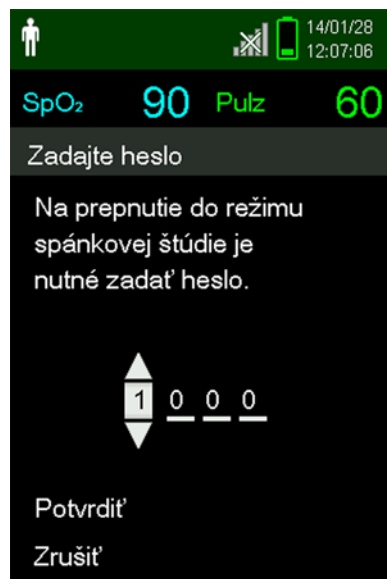 14/01/28
12:07:06
SpO₂ 90 Pulz 60
Zadajte heslo
Na prepnutie do režimu
spánkovej štúdie je
nutné zadať heslo.
1 0 0 0
Potvrdiť
Zrušiť